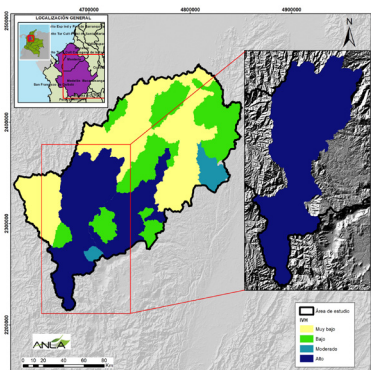 LOCALIZACIÓN GENERAL
4700000
4800000
4900000
2500000
2400000
2300000
2200000
N
Área de estudio
IVH
Muy bajo
Bajo
Moderado
Alto
ANLA
0 10 20 40 60 80
Km